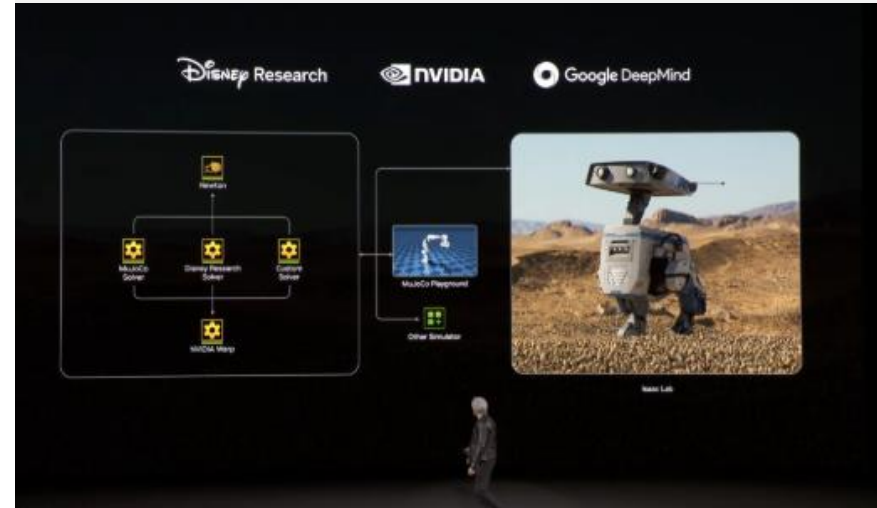 Disney Research
NVIDIA
Google DeepMind
Newton
MuJoCo
Solver
Disney Research
Solver
Custom
Solver
NVIDIA Warp
MuJoCo Playground
Other Simulator
Isaac Lab